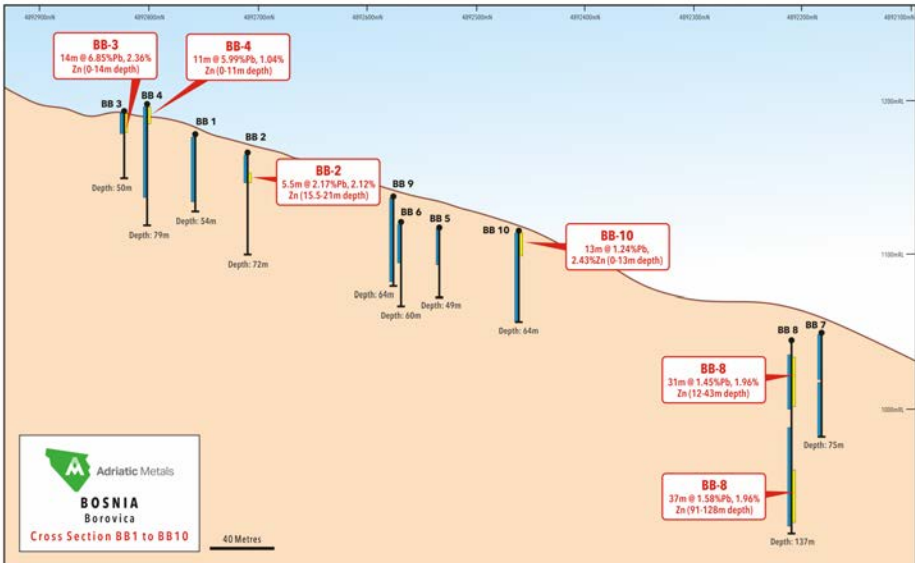 4892900mN
4892800mN
4892700mN
4892600mN
4892500mN
4892400mN
4892300mN
4892200mN
4892100mN
BB-3
14m @ 6.85%Pb, 2.36%
Zn (0-14m depth)
BB-4
11m @ 5.99%Pb, 1.04%
Zn (0-11m depth)
BB 3
BB 4
BB 1
BB 2
1200mRL
BB-2
5.5m @ 2.17%Pb, 2.12%
Zn (15.5-21m depth)
Depth: 50m
Depth: 79m
Depth: 54m
Depth: 72m
BB 9
BB 6
BB 5
BB 10
BB-10
13m @ 1.24%Pb,
2.43%Zn (0-13m depth)
1100mRL
Depth: 64m
Depth: 60m
Depth: 49m
Depth: 64m
BB 8
BB 7
BB-8
31m @ 1.45%Pb, 1.96%
Zn (12-43m depth)
1000mRL
Depth: 75m
BB-8
37m @ 1.58%Pb, 1.96%
Zn (91-128m depth)
Depth: 137m
Adriatic Metals
BOSNIA
Borovica
Cross Section BB1 to BB10
40 Metres